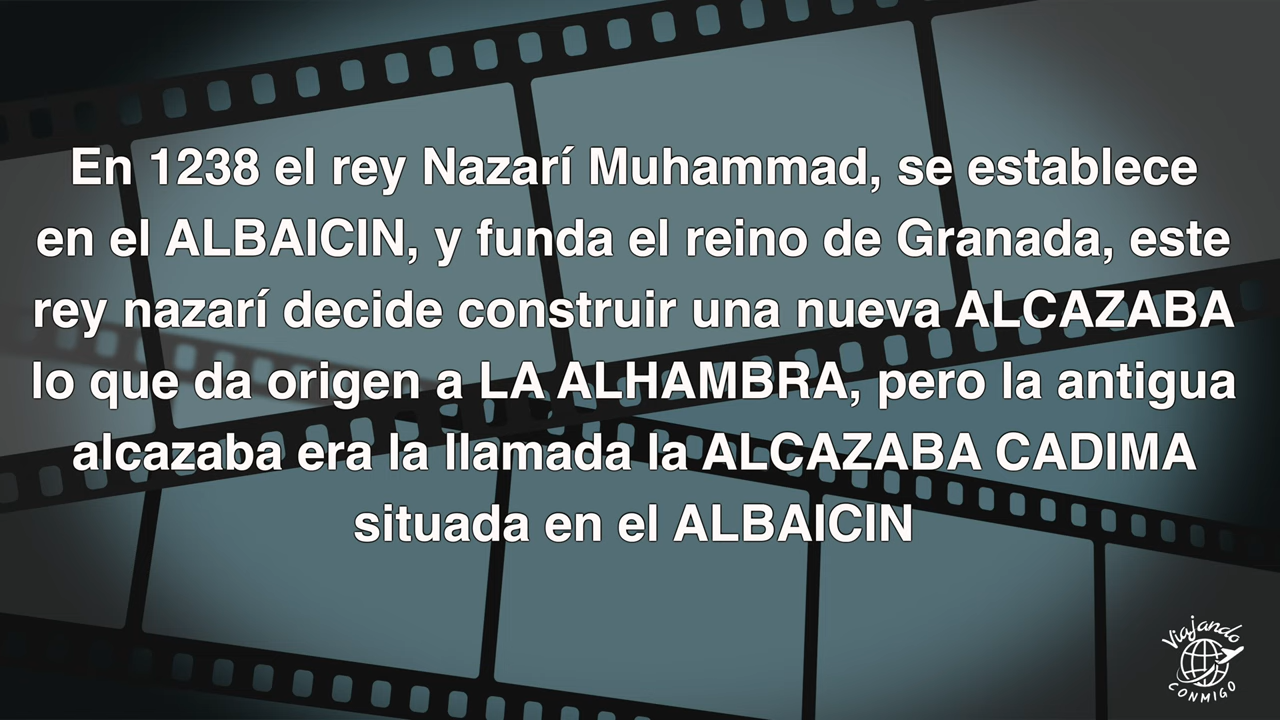 En 1238 el rey Nazarí Muhammad, se establece
en el ALBAICIN, y funda el reino de Granada, este
rey nazarí decide construir una nueva ALCAZABA
lo que da origen a LA ALHAMBRA, pero la antigua
alcazaba era la llamada la ALCAZABA CADIMA
situada en el ALBAICIN
Viajando
CONMIGO